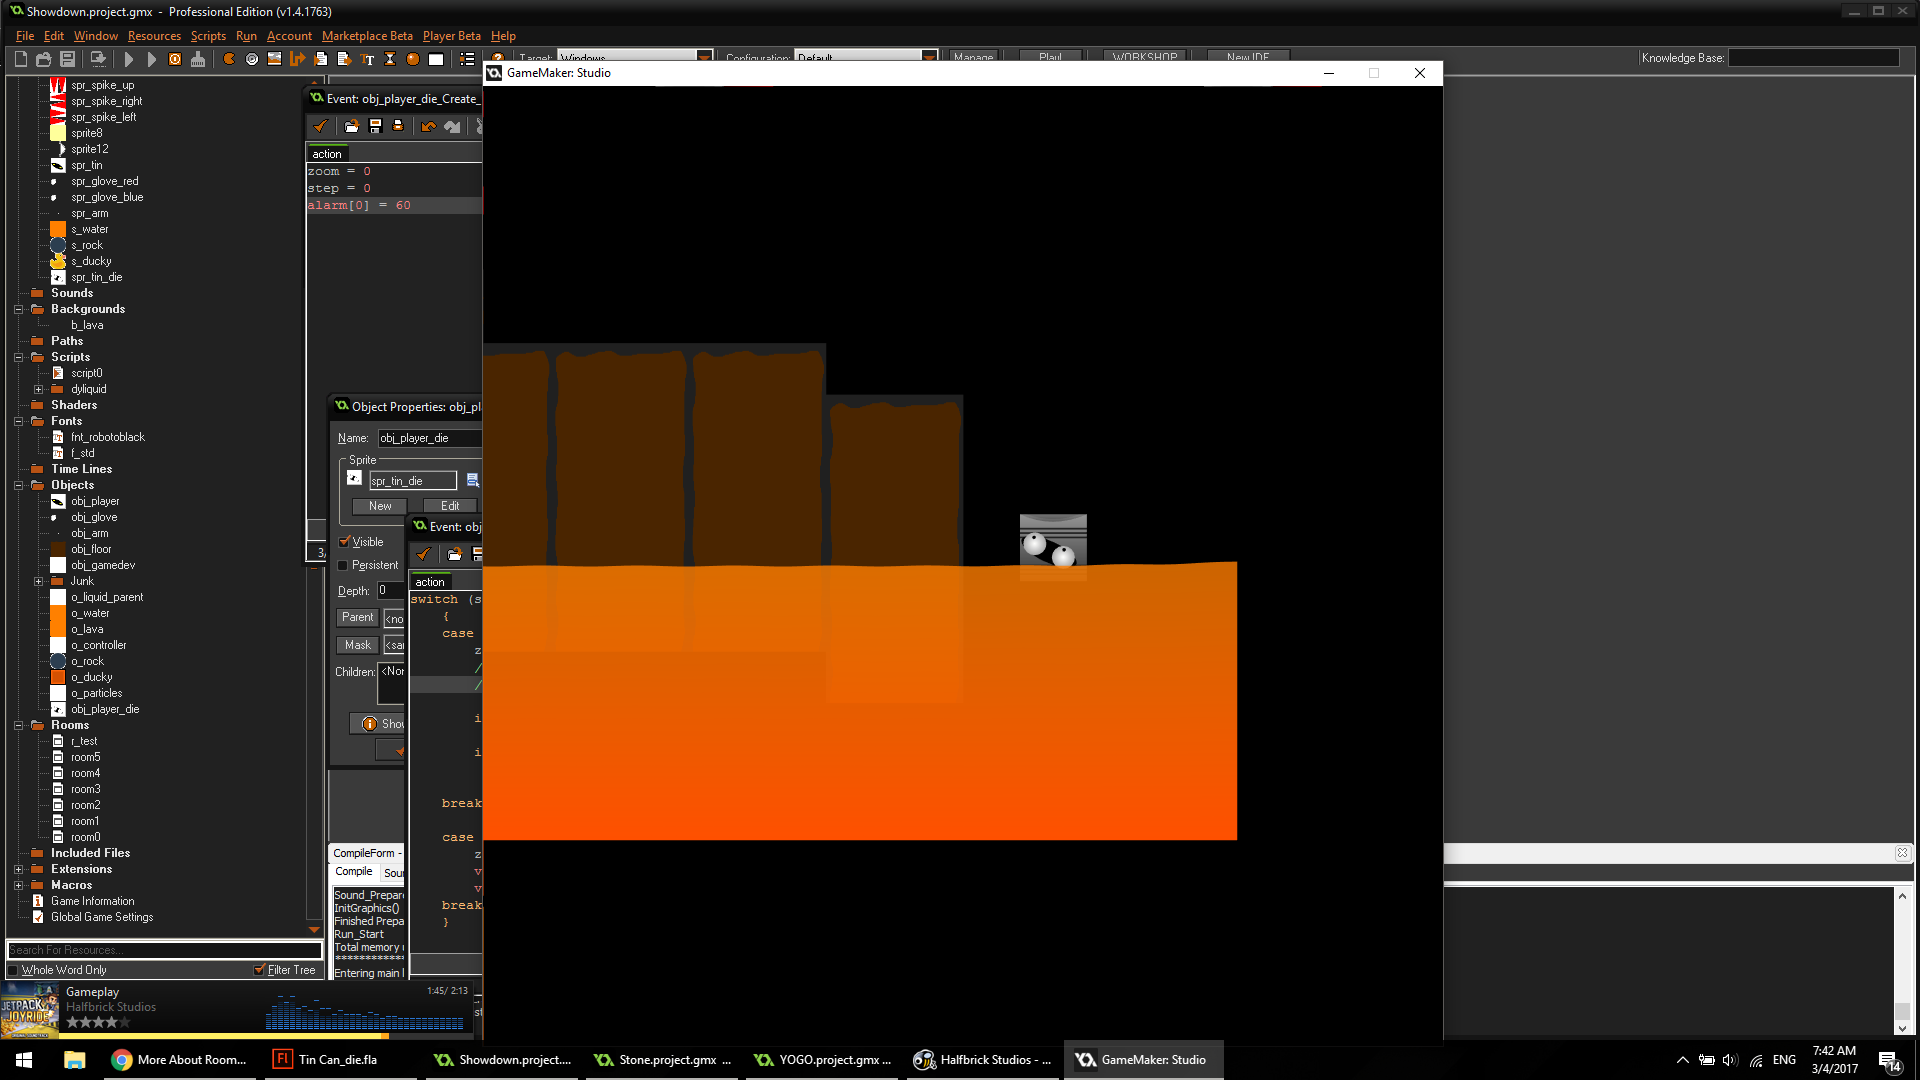 Showdown.project.gmx - Professional Edition (v1.4.1763)
File Edit Window Resources Scripts Run Account Marketplace Beta Player Beta Help
Target: Windows Configuration: Default Manage Play! WORKSHOP New IDE Knowledge Base:
GameMaker: Studio
spr_spike_up
spr_spike_right
spr_spike_left
sprite8
sprite12
spr_tin
spr_glove_red
spr_glove_blue
spr_arm
s_water
s_rock
s_ducky
spr_tin_die
Sounds
Backgrounds
b_lava
Paths
Scripts
script0
dyliquid
Shaders
Fonts
fnt_robotoblack
f_std
Time Lines
Objects
obj_player
obj_glove
obj_arm
obj_floor
obj_gamedev
Junk
o_liquid_parent
o_water
o_lava
o_controller
o_rock
o_ducky
o_particles
obj_player_die
Rooms
r_test
room5
room4
room3
room2
room1
room0
Included Files
Extensions
Macros
Game Information
Global Game Settings
Search For Resources...
Whole Word Only Filter Tree
Event: obj_player_die_Create_
action
zoom = 0
step = 0
alarm[0] = 60
3,
Object Properties: obj_pl
Name: obj_player_die
Sprite
spr_tin_die
New Edit
Visible
Persistent
Depth: 0
Parent <no
Mask <sa
Children: <Non
Show
Event: obj
action
switch (s
{
case
z
/
/
i
i
break
case
z
v
v
break
}
CompileForm -
Compile Sour
Sound_Prepare
InitGraphics()
Finished Prepa
Run_Start
Total memory u
*************
Entering main l
JETPACK JOYRIDE
Gameplay 1:45/ 2:13
Halfbrick Studios
More About Room...
Tin Can_die.fla
Showdown.project....
Stone.project.gmx ...
YOGO.project.gmx ...
Halfbrick Studios - ...
GameMaker: Studio
ENG
7:42 AM
3/4/2017
14